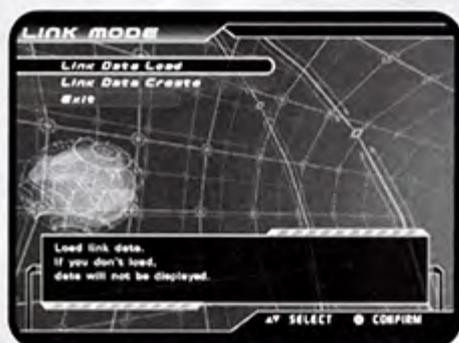 LINK MODE
Link Data Load
Link Data Create
Exit
Load link data.
If you don't load,
data will not be displayed.
▲▼ SELECT ● CONFIRM